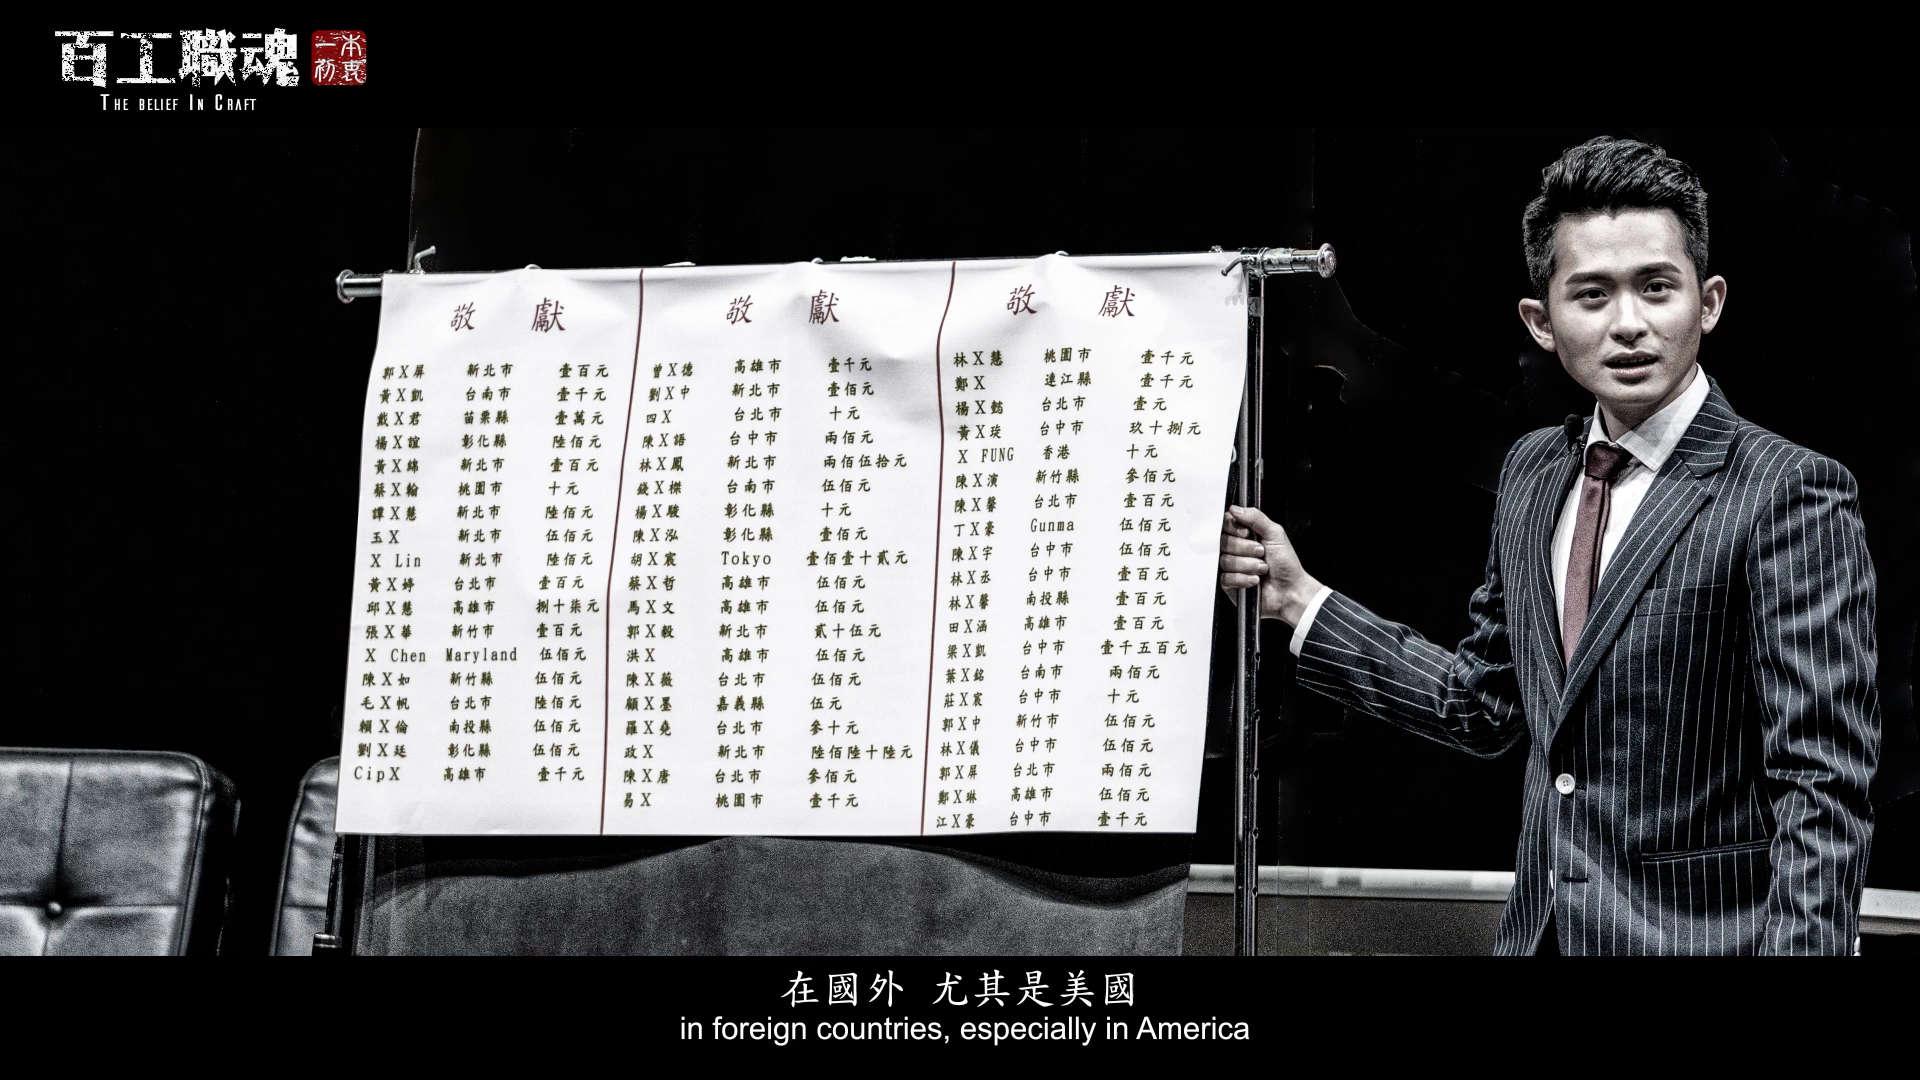 百工職魂 一本初衷
THE BELIEF IN CRAFT
敬 獻
郭X屏 新北市 壹百元
黃X凱 台南市 壹千元
戴X君 苗栗縣 壹萬元
楊X誼 彰化縣 陸佰元
黃X綿 新北市 壹百元
蔡X翰 桃園市 十元
譚X慧 新北市 陸佰元
五X 新北市 伍佰元
X Lin 新北市 陸佰元
黃X婷 台北市 壹百元
邱X慧 高雄市 捌十柒元
張X華 新竹市 壹百元
X Chen Maryland 伍佰元
陳X如 新竹縣 伍佰元
毛X帆 台北市 陸佰元
賴X倫 南投縣 伍佰元
劉X廷 彰化縣 伍佰元
CipX 高雄市 壹千元
敬 獻
曾X德 高雄市 壹千元
劉X中 新北市 壹佰元
四X 台北市 十元
陳X語 台中市 兩佰元
林X鳳 新北市 兩佰伍拾元
錢X櫟 台南市 伍佰元
楊X駿 彰化縣 十元
陳X泓 彰化縣 壹佰元
胡X宸 Tokyo 壹佰壹十貳元
蔡X哲 高雄市 伍佰元
馬X文 高雄市 伍佰元
郭X毅 新北市 貳十伍元
洪X 高雄市 伍佰元
陳X薇 台北市 伍佰元
顧X墨 嘉義縣 伍元
羅X堯 台北市 參十元
政X 新北市 陸佰陸十陸元
陳X唐 台北市 參佰元
易X 桃園市 壹千元
敬 獻
林X慧 桃園市 壹千元
鄭X 連江縣 壹千元
楊X懿 台北市 壹元
黃X琰 台中市 玖十捌元
X FUNG 香港 十元
陳X濱 新竹縣 參佰元
陳X馨 台北市 壹百元
丁X豪 Gunma 伍佰元
陳X宇 台中市 伍佰元
林X丞 台中市 壹百元
林X馨 南投縣 壹百元
田X涵 高雄市 壹百元
梁X凱 台中市 壹千五百元
葉X銘 台南市 兩佰元
莊X宸 台中市 十元
郭X中 新竹市 伍佰元
林X儀 台中市 伍佰元
郭X屏 台北市 兩佰元
鄭X琳 高雄市 伍佰元
江X豪 台中市 壹千元
在國外 尤其是美國
in foreign countries, especially in America